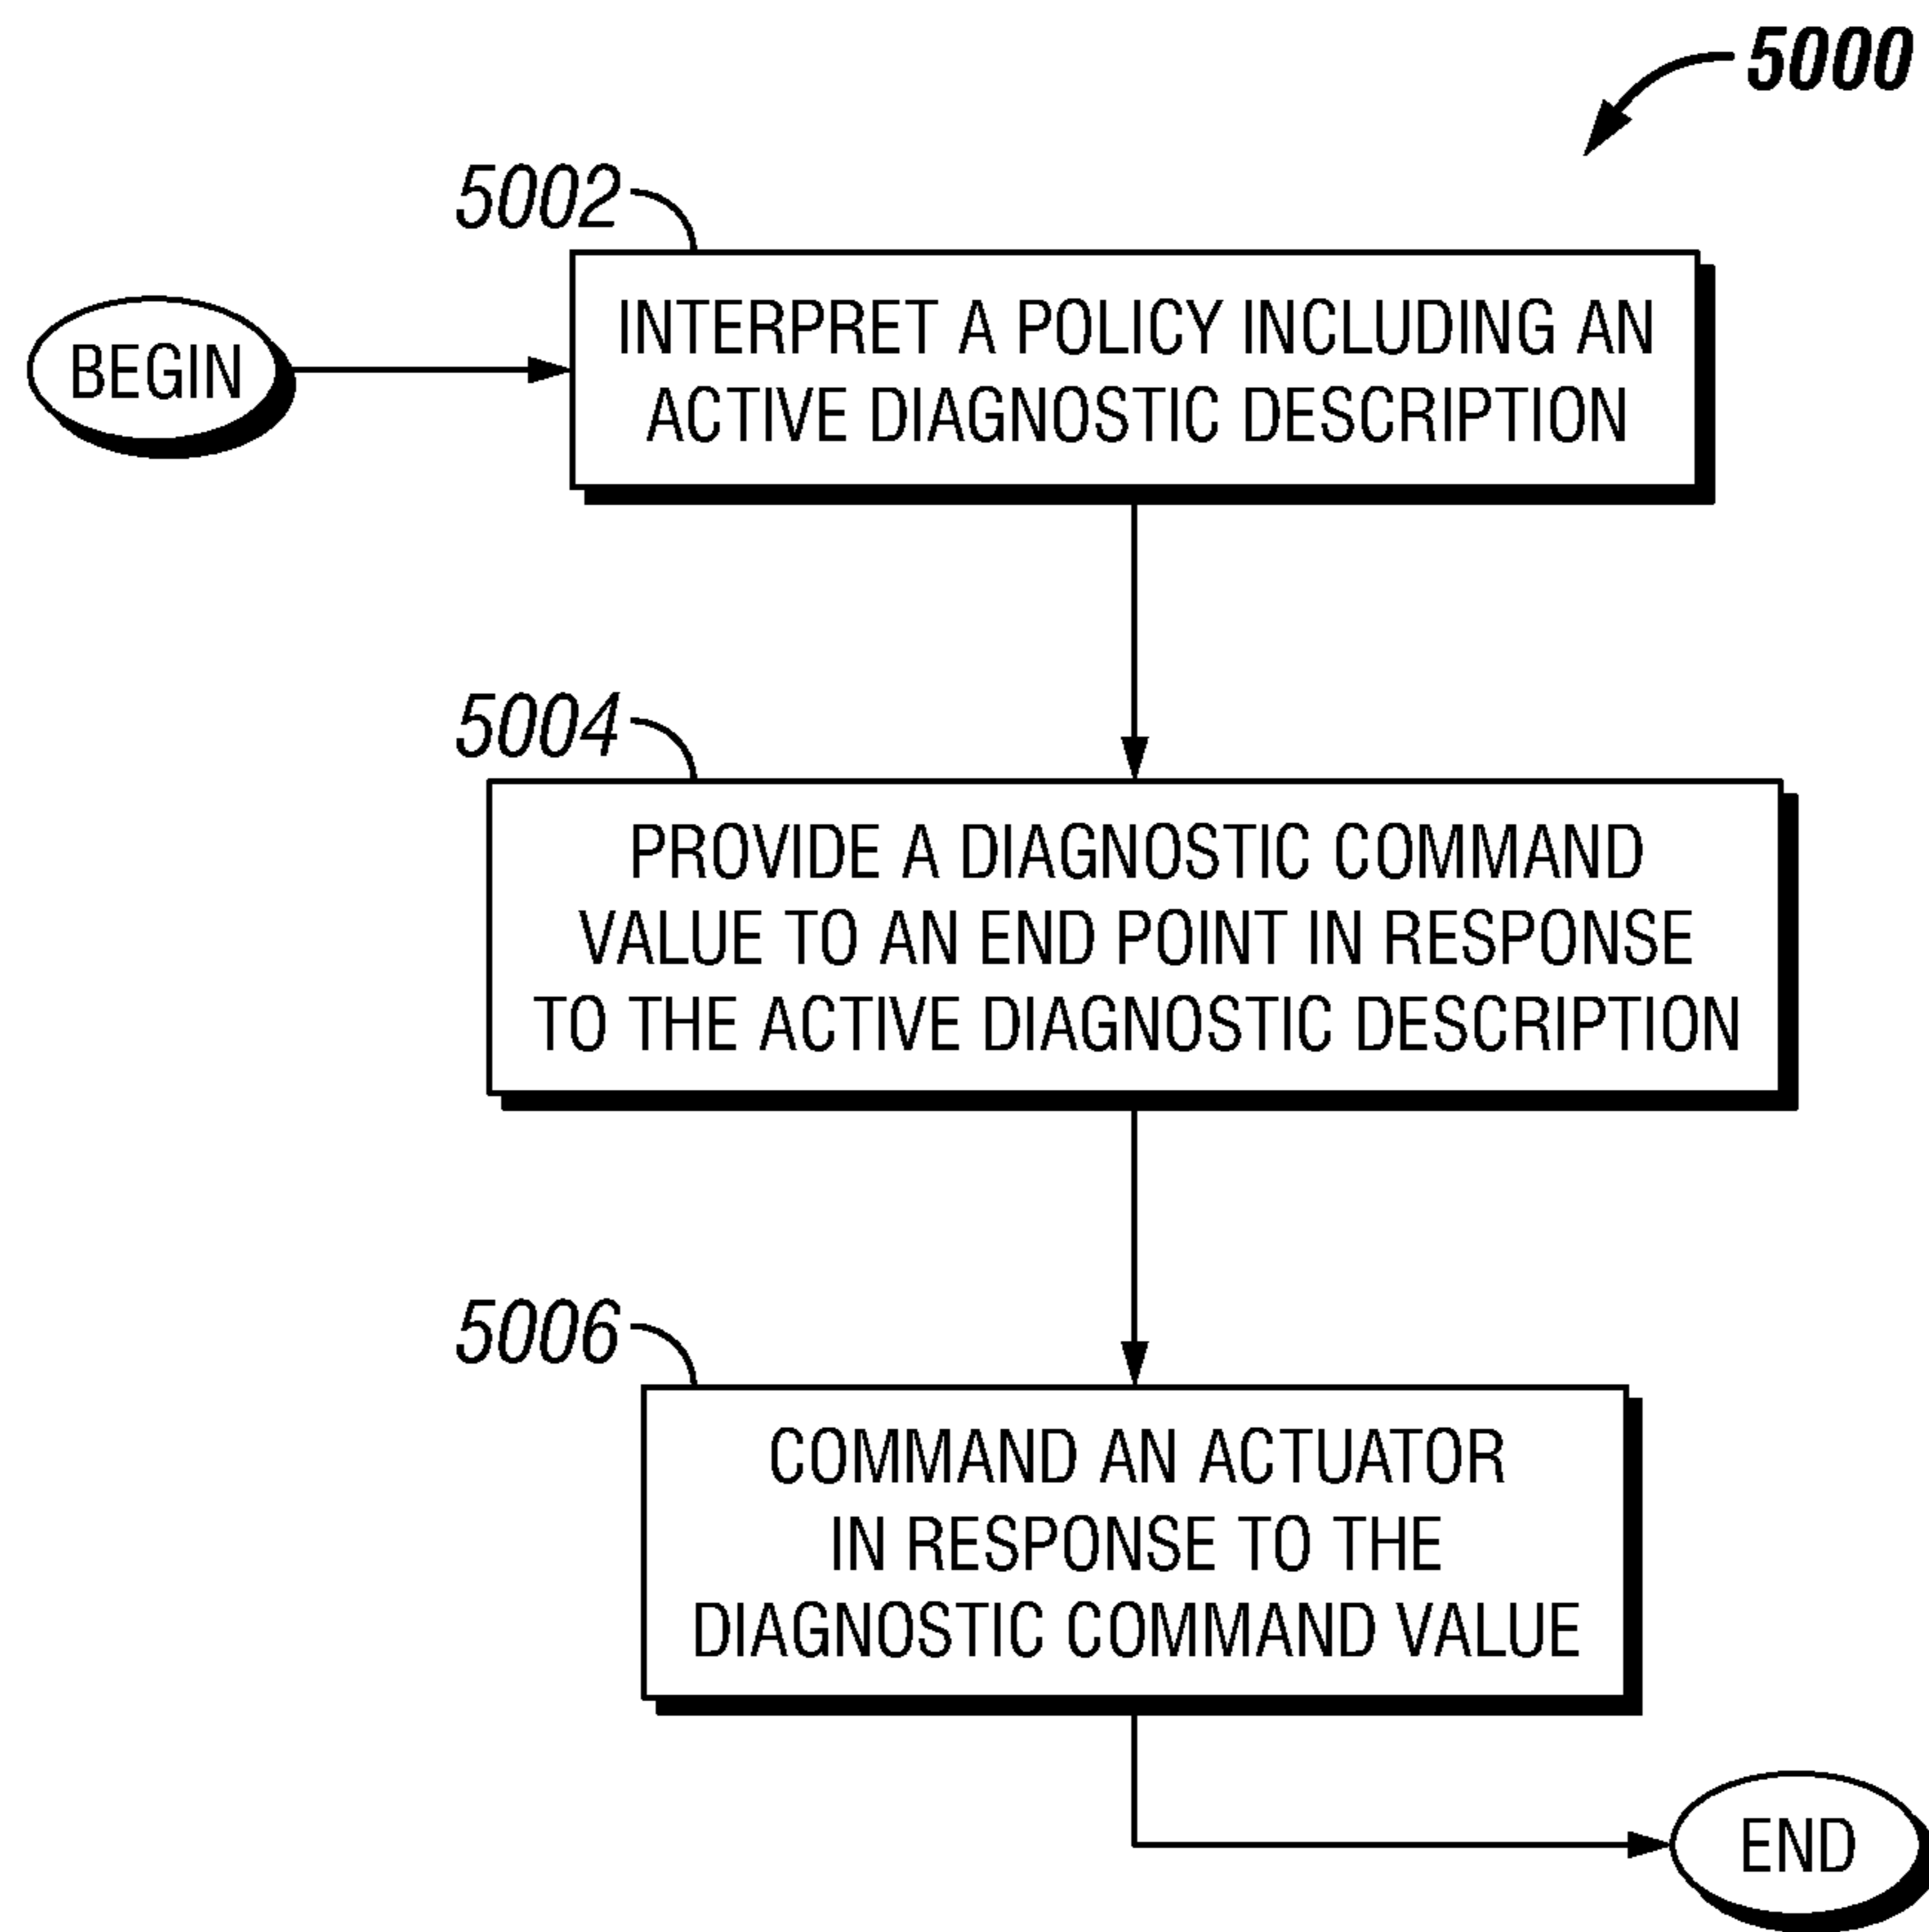 5000
5002
BEGIN
INTERPRET A POLICY INCLUDING AN
ACTIVE DIAGNOSTIC DESCRIPTION
5004
PROVIDE A DIAGNOSTIC COMMAND
VALUE TO AN END POINT IN RESPONSE
TO THE ACTIVE DIAGNOSTIC DESCRIPTION
5006
COMMAND AN ACTUATOR
IN RESPONSE TO THE
DIAGNOSTIC COMMAND VALUE
END